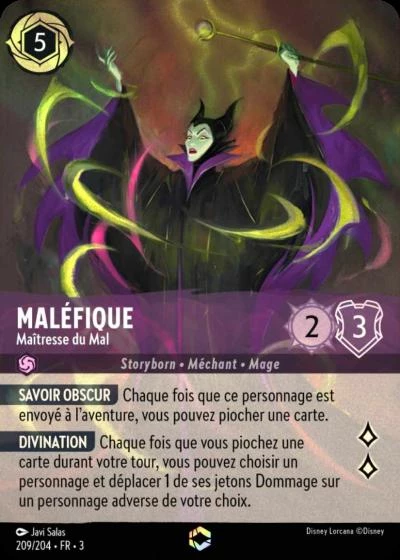 5
MALÉFIQUE
Maîtresse du Mal
2
3
Storyborn • Méchant • Mage
SAVOIR OBSCUR Chaque fois que ce personnage est
envoyé à l'aventure, vous pouvez piocher une carte.
DIVINATION Chaque fois que vous piochez une
carte durant votre tour, vous pouvez choisir un
personnage et déplacer 1 de ses jetons Dommage sur
un personnage adverse de votre choix.
Javi Salas
Disney Lorcana ©Disney
209/204 • FR • 3